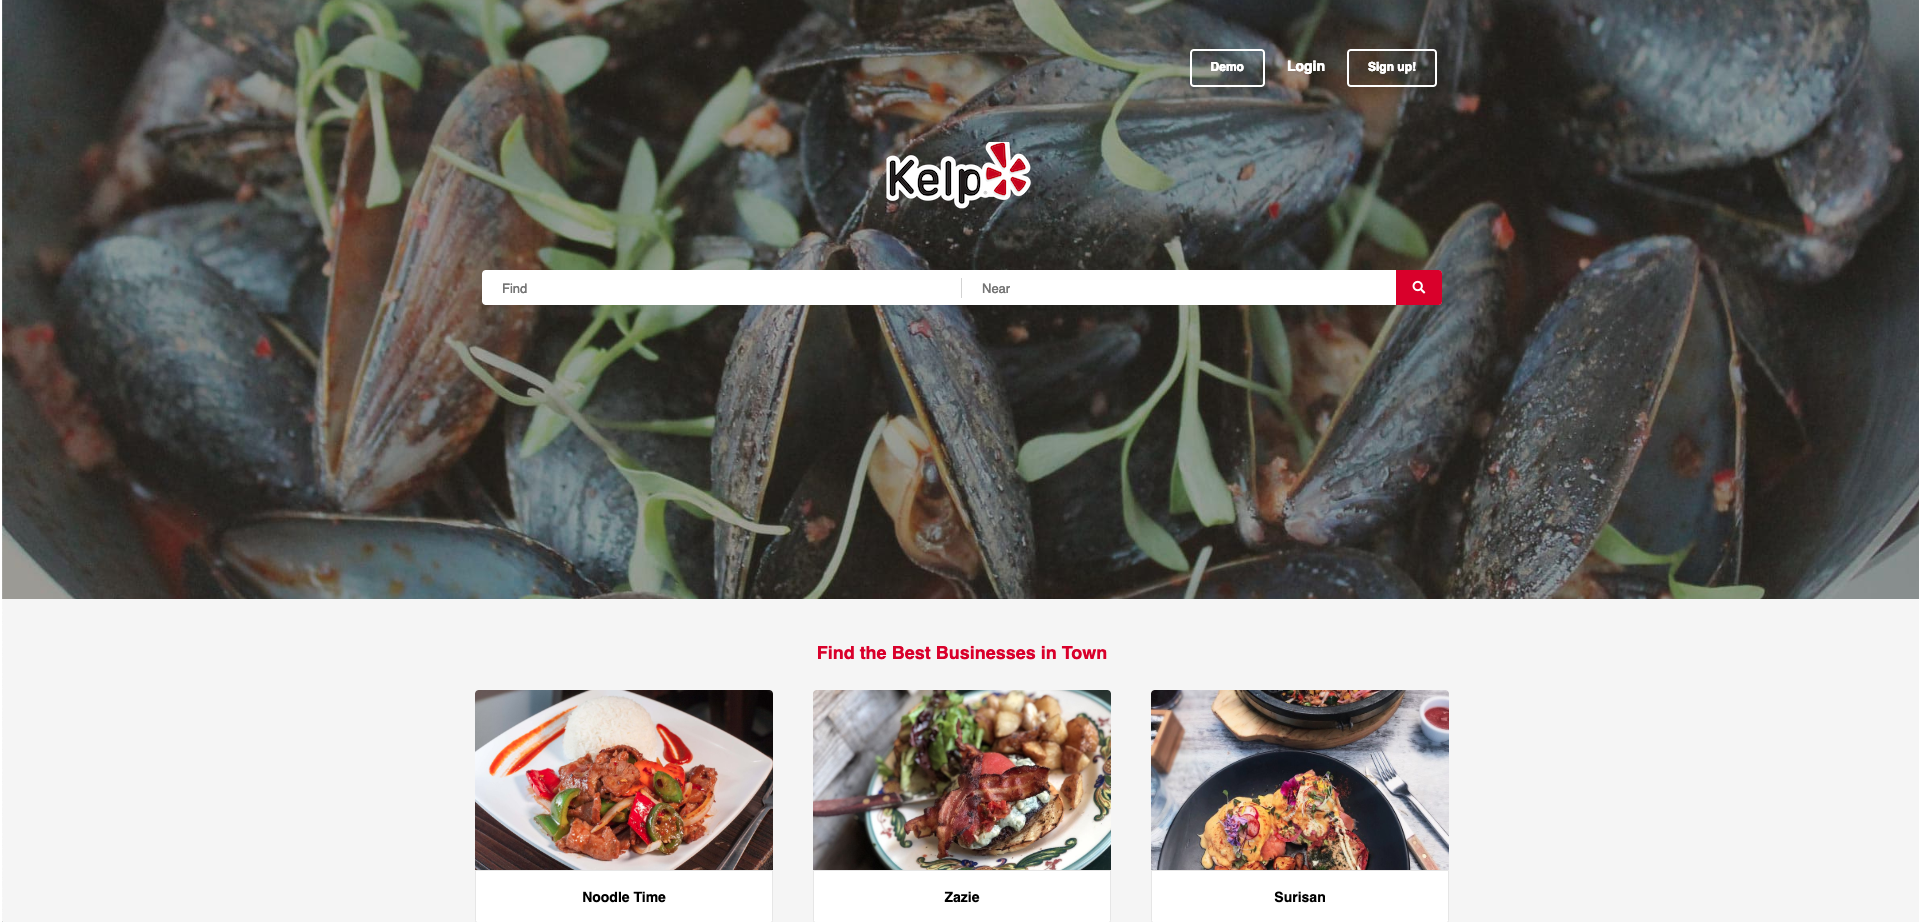 Demo
Login
Sign up!
Kelp
Find
Near
Find the Best Businesses in Town
Noodle Time
Zazie
Surisan